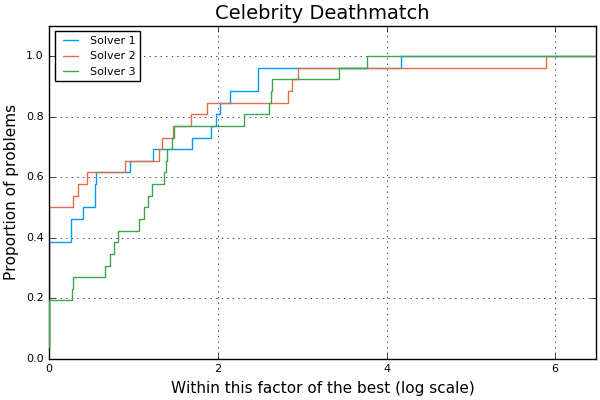 Celebrity Deathmatch
Solver 1
Solver 2
Solver 3
1.0
0.8
0.6
0.4
0.2
0.0
Proportion of problems
0 2 4 6
Within this factor of the best (log scale)